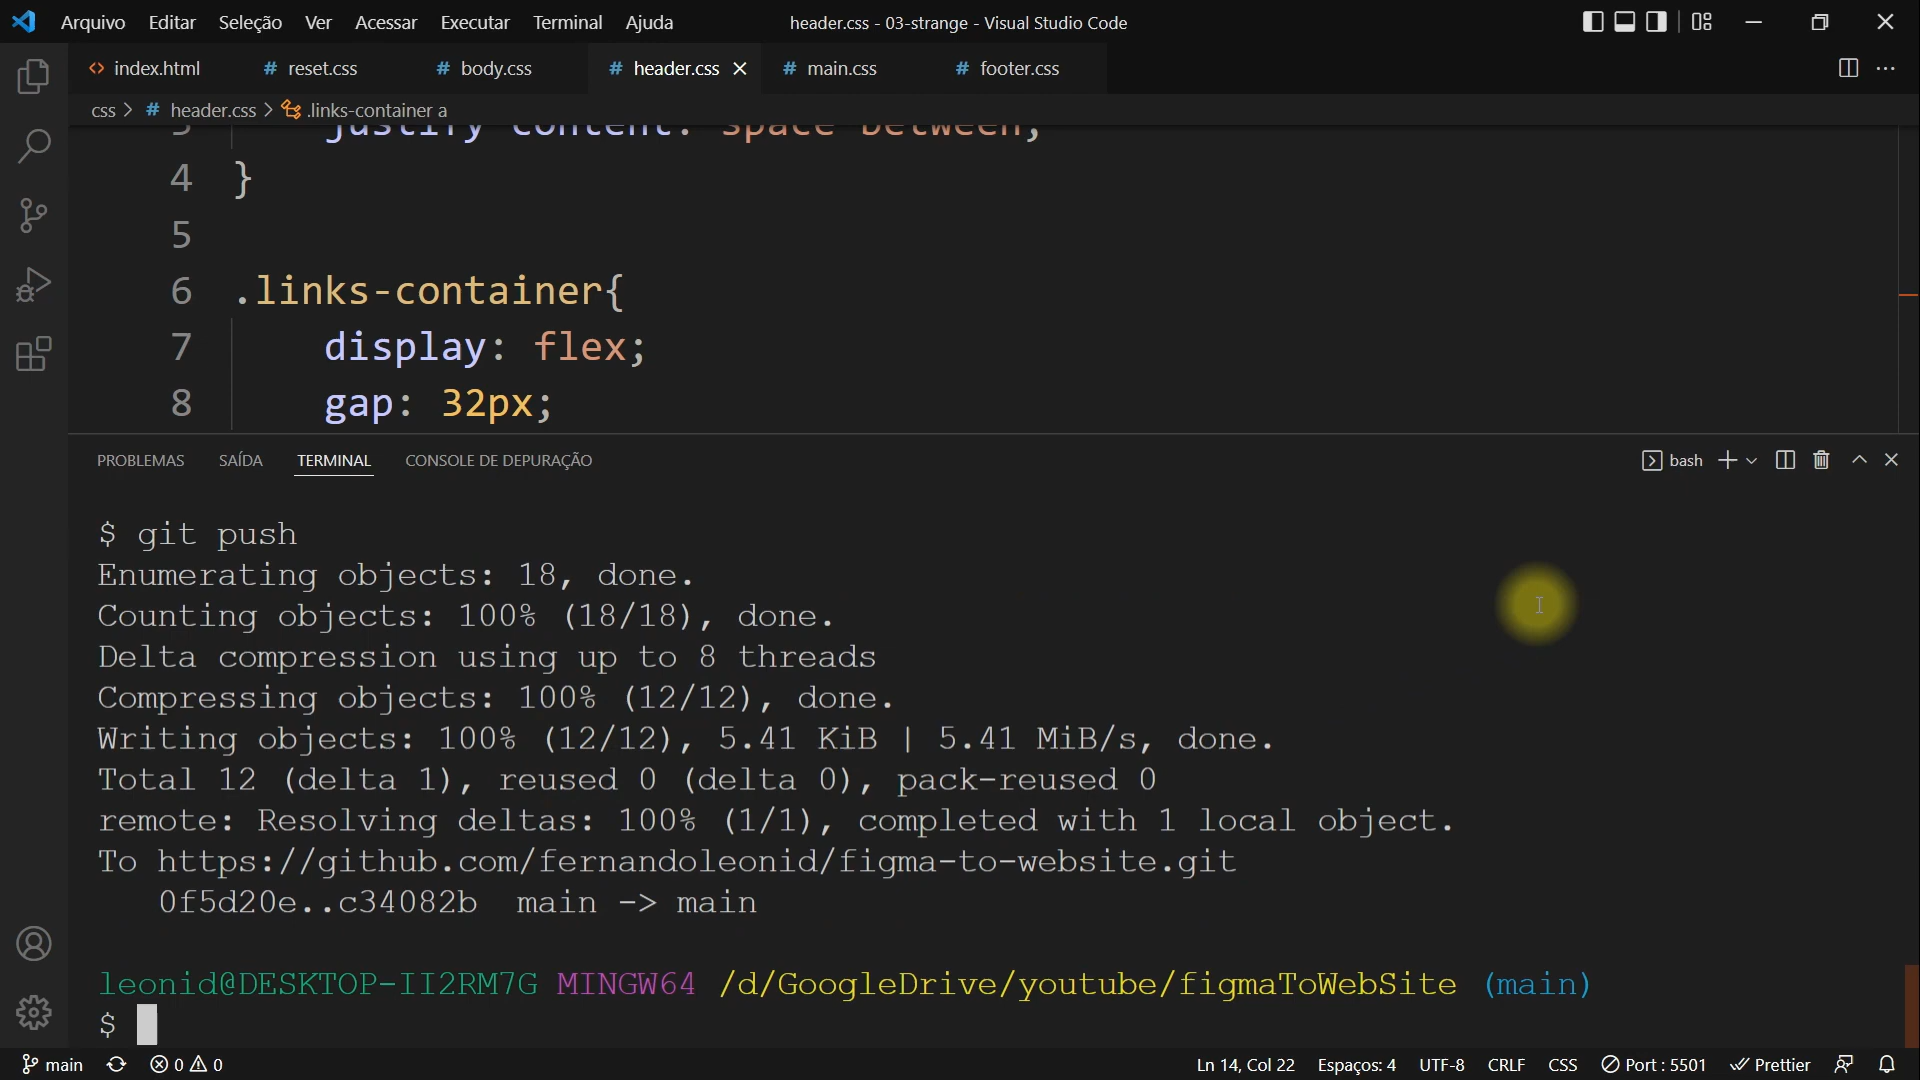 Arquivo Editar Seleção Ver Acessar Executar Terminal Ajuda header.css - 03-strange - Visual Studio Code
index.html # reset.css # body.css # header.css # main.css # footer.css
css > # header.css > .links-container a
3 justify-content: space-between;
4 }
5
6 .links-container{
7 display: flex;
8 gap: 32px;
PROBLEMAS SAÍDA TERMINAL CONSOLE DE DEPURAÇÃO bash
$ git push
Enumerating objects: 18, done.
Counting objects: 100% (18/18), done.
Delta compression using up to 8 threads
Compressing objects: 100% (12/12), done.
Writing objects: 100% (12/12), 5.41 KiB | 5.41 MiB/s, done.
Total 12 (delta 1), reused 0 (delta 0), pack-reused 0
remote: Resolving deltas: 100% (1/1), completed with 1 local object.
To https://github.com/fernandoleonid/figma-to-website.git
0f5d20e..c34082b main -> main
leonid@DESKTOP-II2RM7G MINGW64 /d/GoogleDrive/youtube/figmaToWebSite (main)
$
main 0 0 Ln 14, Col 22 Espaços: 4 UTF-8 CRLF CSS Port : 5501 Prettier